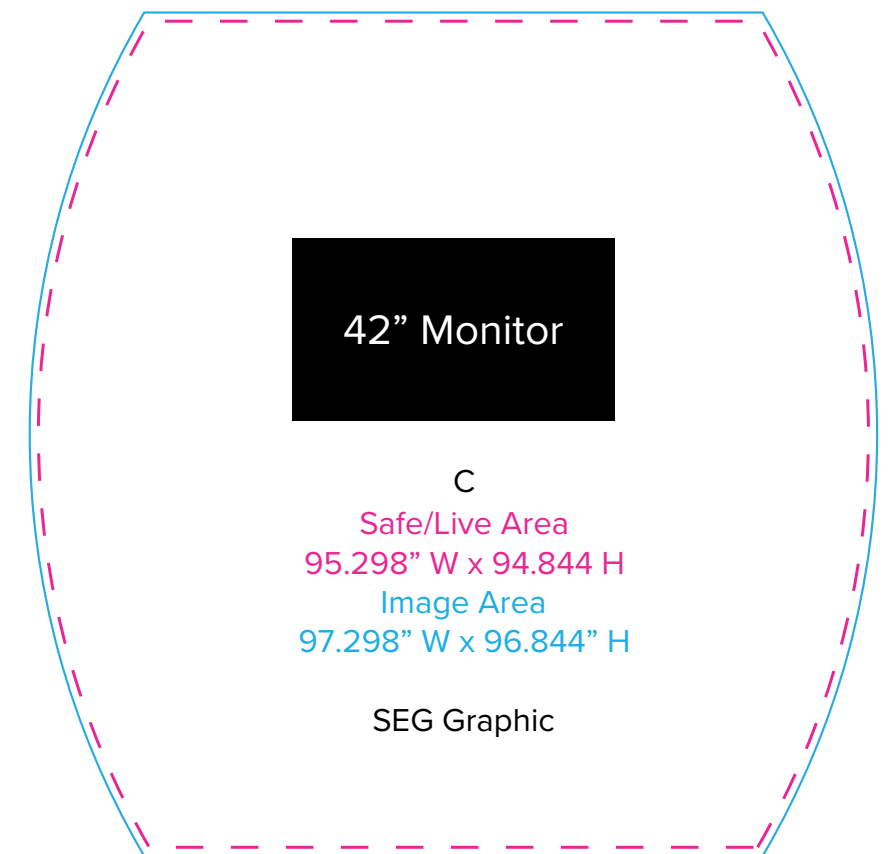 42” Monitor
C
Safe/Live Area
95.298” W x 94.844 H
Image Area
97.298” W x 96.844” H
SEG Graphic